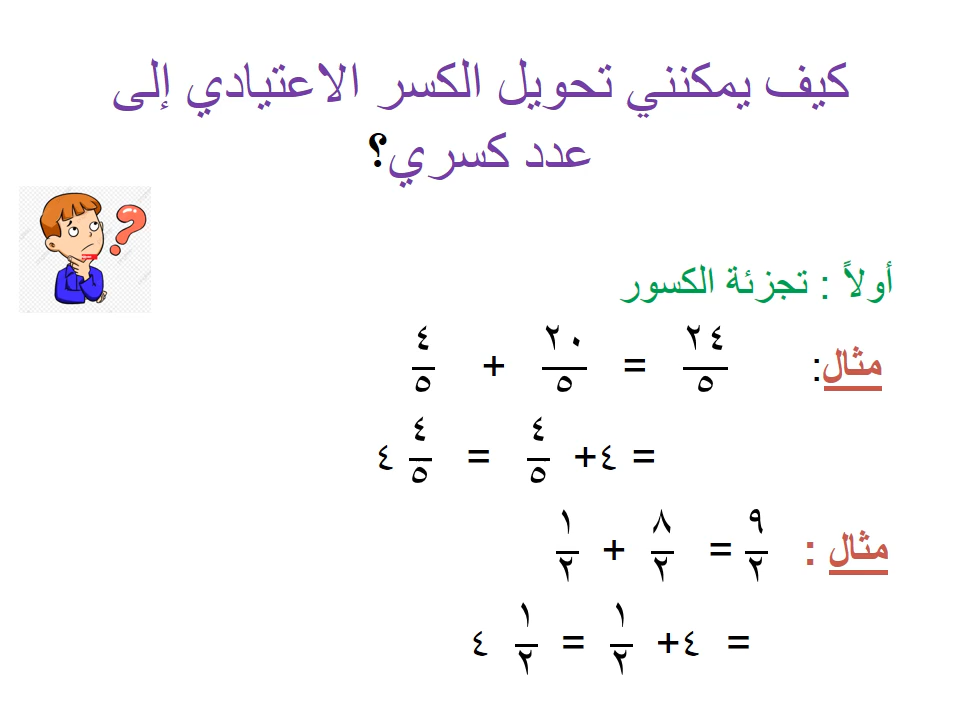 كيف يمكنني تحويل الكسر الاعتيادي إلى
عدد كسري؟
أولاً : تجزئة الكسور
مثال: ٢٤/٥ = ٢٠/٥ + ٤/٥
= ٤+ ٤/٥ = ٤/٥ ٤
مثال : ٩/٢ = ٨/٢ + ١/٢
= ٤+ ١/٢ = ١/٢ ٤